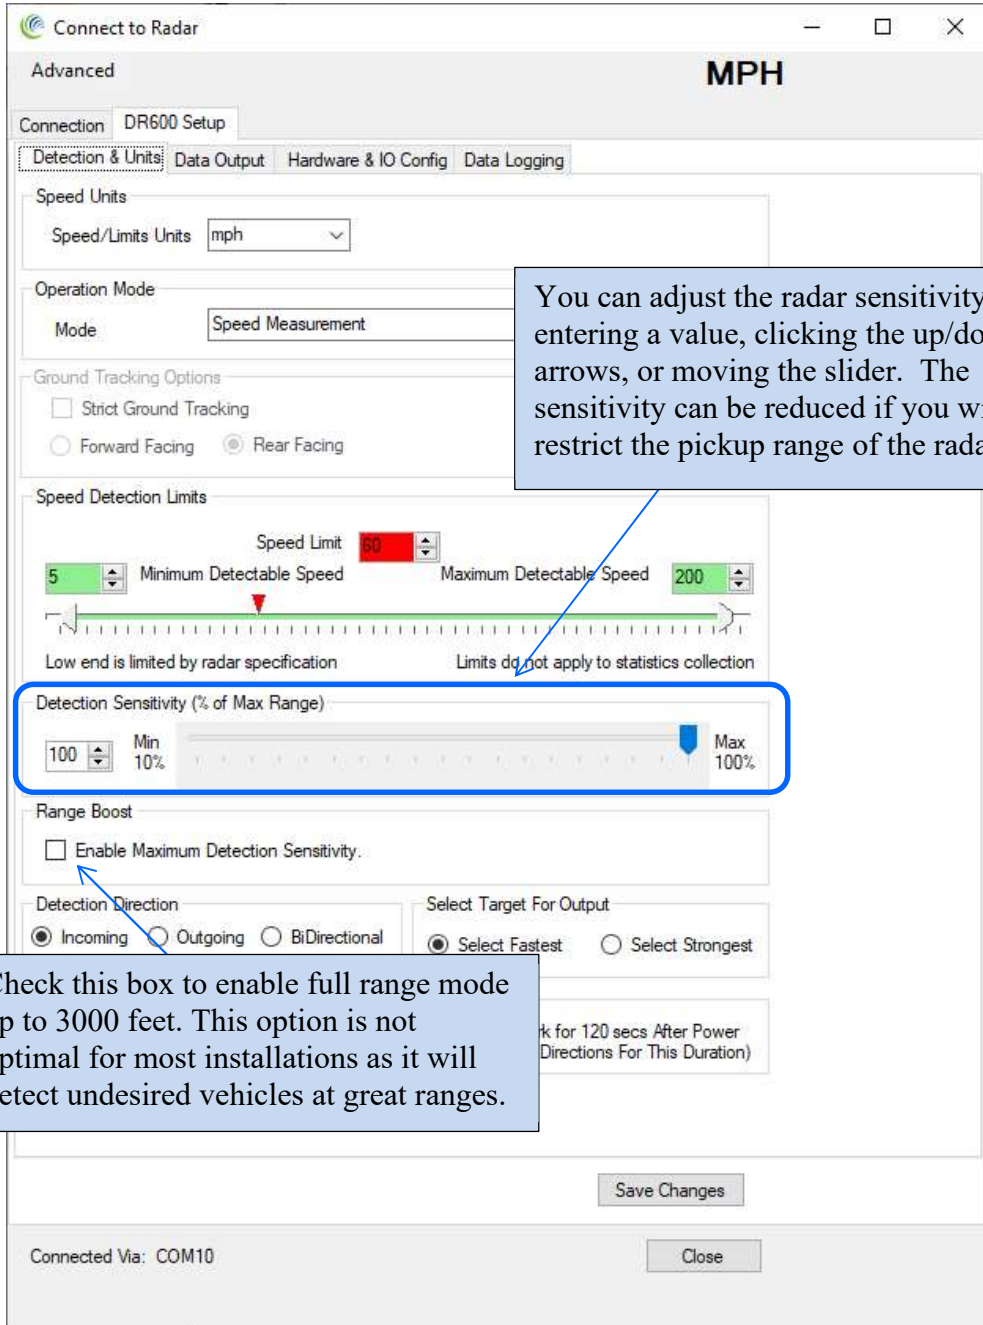 Connect to Radar
Advanced
MPH
Connection DR600 Setup
Detection & Units Data Output Hardware & IO Config Data Logging
Speed Units
Speed/Limits Units mph
Operation Mode
Mode Speed Measurement
You can adjust the radar sensitivity
entering a value, clicking the up/do
arrows, or moving the slider. The
sensitivity can be reduced if you wi
restrict the pickup range of the rada
Ground Tracking Options
Strict Ground Tracking
Forward Facing Rear Facing
Speed Detection Limits
Speed Limit 60
5 Minimum Detectable Speed Maximum Detectable Speed 200
Low end is limited by radar specification Limits do not apply to statistics collection
Detection Sensitivity (% of Max Range)
100 Min 10% Max 100%
Range Boost
Enable Maximum Detection Sensitivity.
Detection Direction
Incoming Outgoing BiDirectional
Select Target For Output
Select Fastest Select Strongest
Check this box to enable full range mode
p to 3000 feet. This option is not
ptimal for most installations as it will
etect undesired vehicles at great ranges.
rk for 120 secs After Power
Directions For This Duration)
Save Changes
Connected Via: COM10
Close